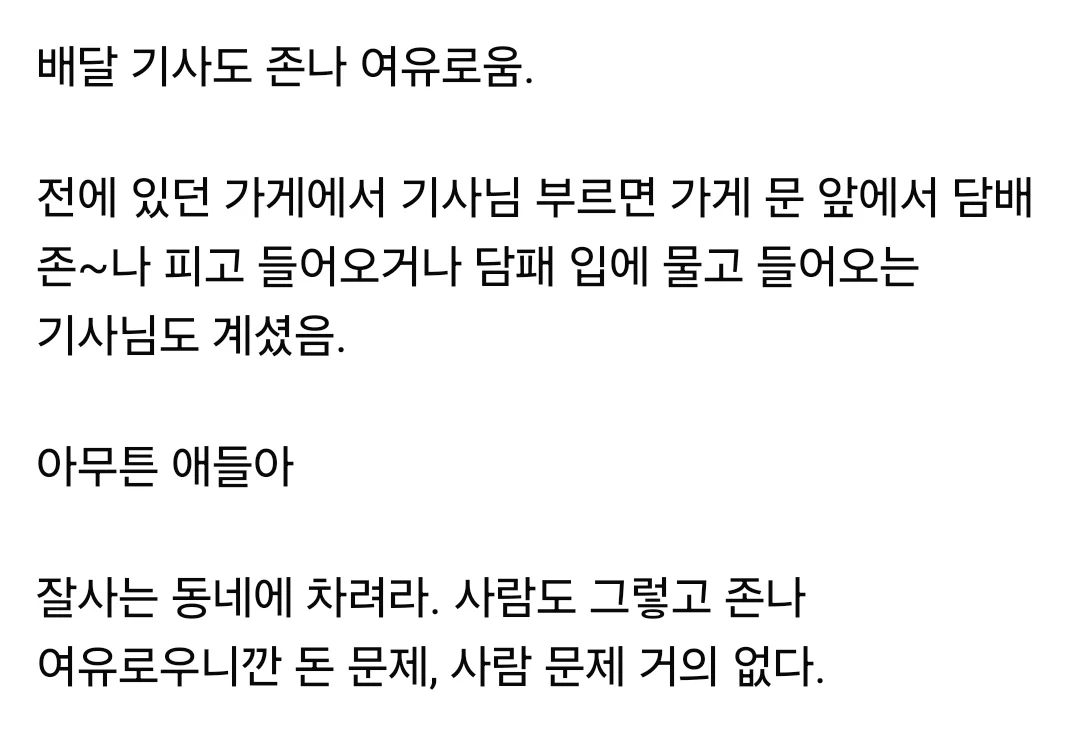 배달 기사도 존나 여유로움.
전에 있던 가게에서 기사님 부르면 가게 문 앞에서 담배
존~나 피고 들어오거나 담패 입에 물고 들어오는
기사님도 계셨음.
아무튼 애들아
잘사는 동네에 차려라. 사람도 그렇고 존나
여유로우니깐 돈 문제, 사람 문제 거의 없다.